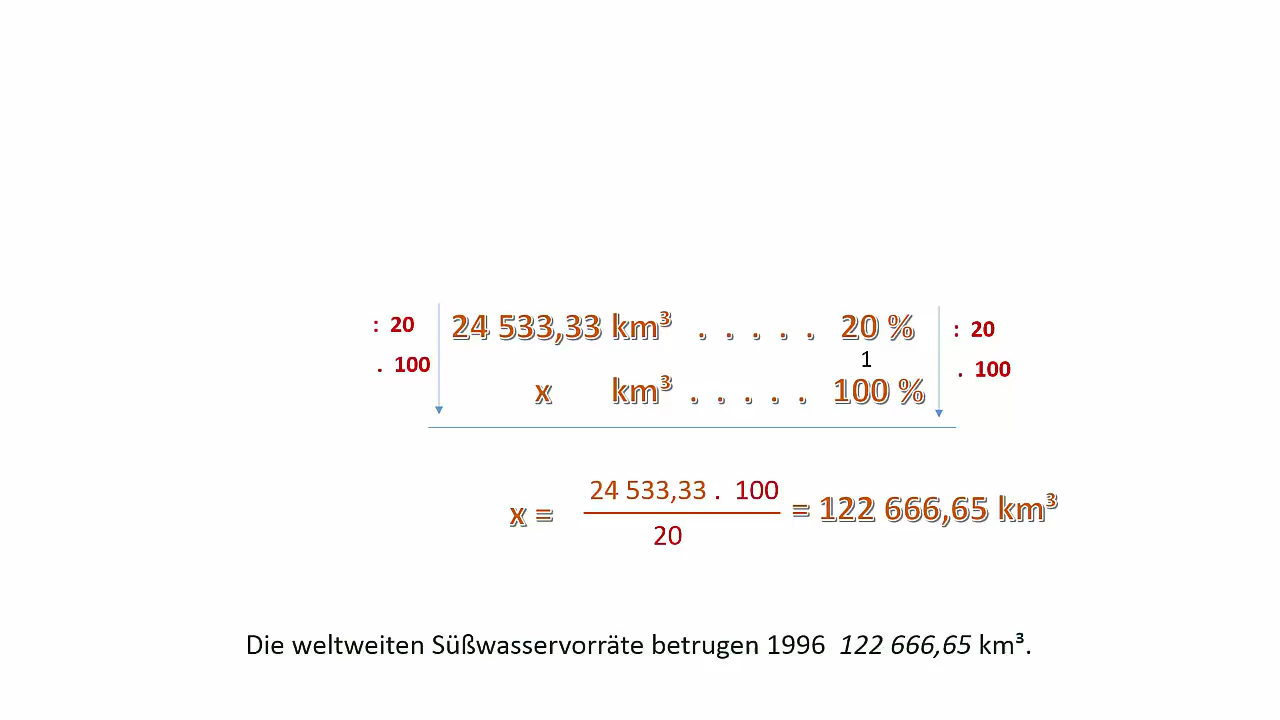 : 20 24 533,33 km³ . . . . . 20 % : 20
. 100 1 . 100
x km³ . . . . . 100 %
24 533,33 . 100
x = = 122 666,65 km³
20
Die weltweiten Süßwasservorräte betrugen 1996 122 666,65 km³.